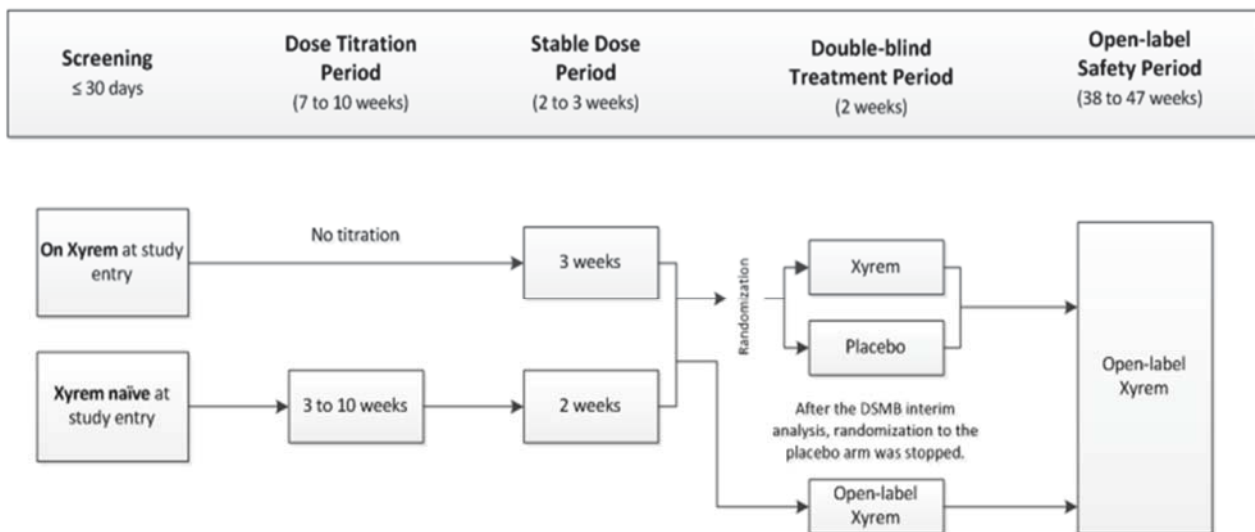 Screening
≤ 30 days
Dose Titration
Period
(7 to 10 weeks)
Stable Dose
Period
(2 to 3 weeks)
Double-blind
Treatment Period
(2 weeks)
Open-label
Safety Period
(38 to 47 weeks)
On Xyrem at study
entry
No titration
3 weeks
Randomization
Xyrem
Placebo
Open-label
Xyrem
Xyrem naïve at
study entry
3 to 10 weeks
2 weeks
After the DSMB interim
analysis, randomization to the
placebo arm was stopped.
Open-label
Xyrem